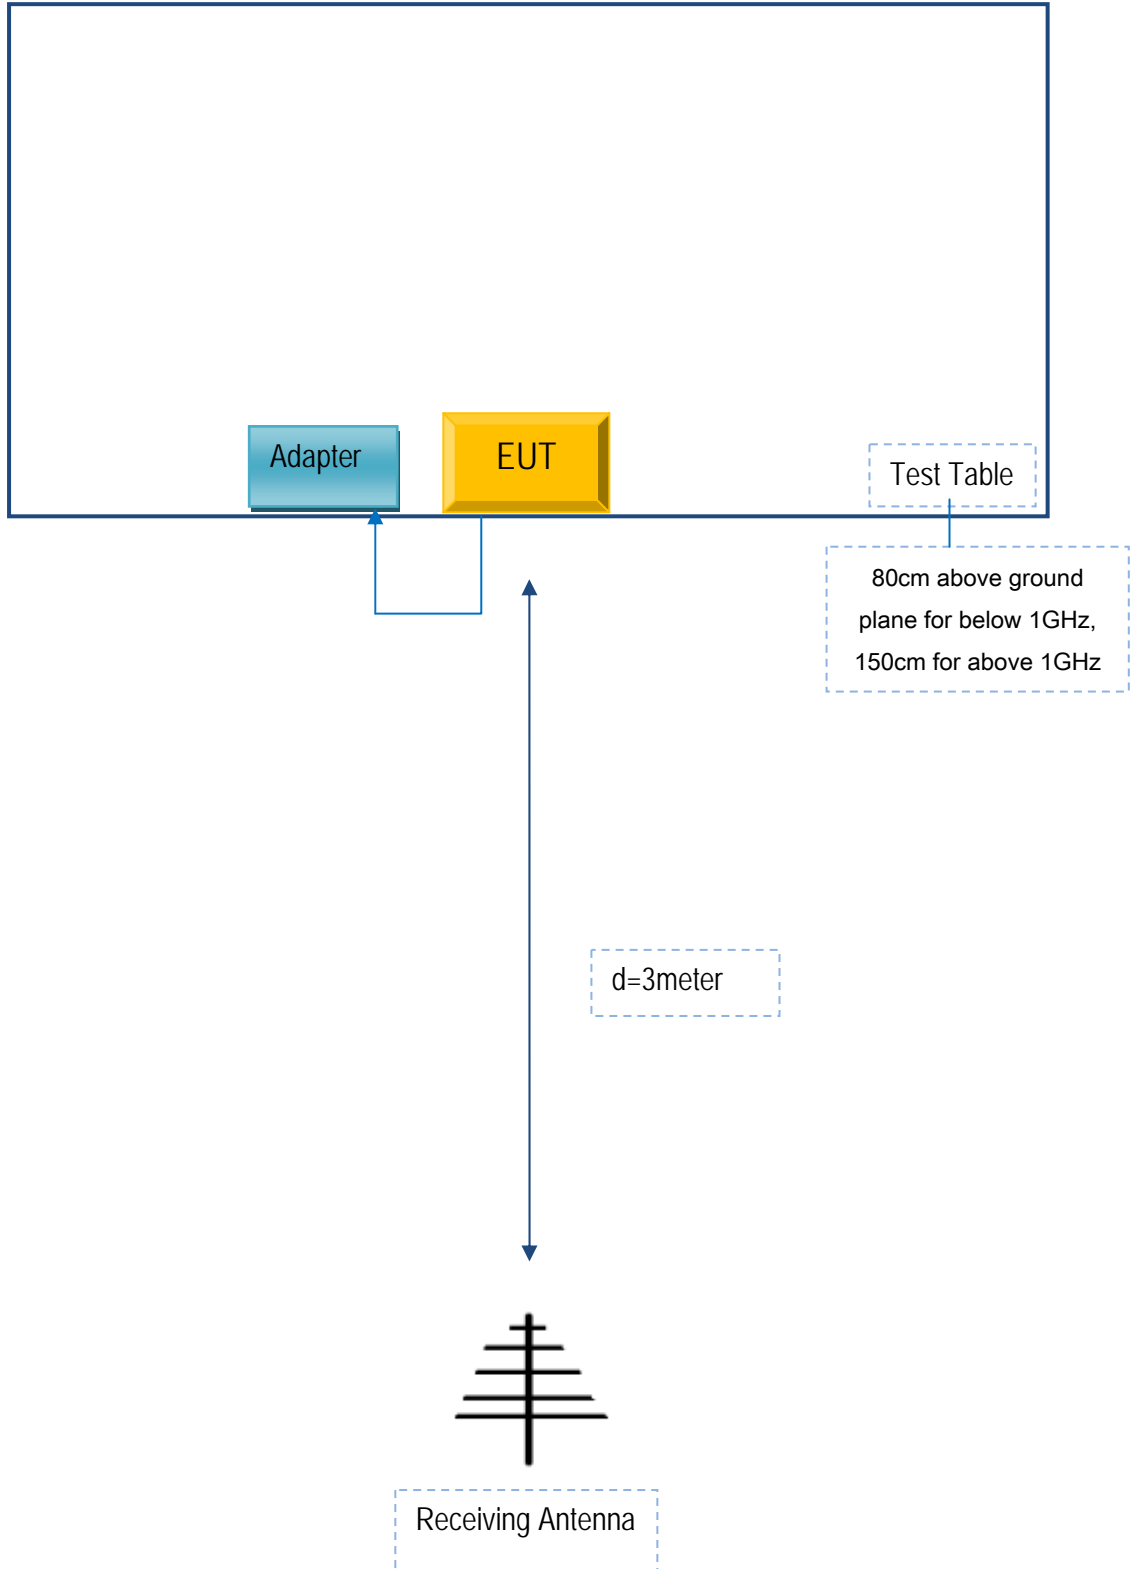 Adapter
EUT
Test Table
80cm above ground
plane for below 1GHz,
150cm for above 1GHz
d=3meter
Receiving Antenna